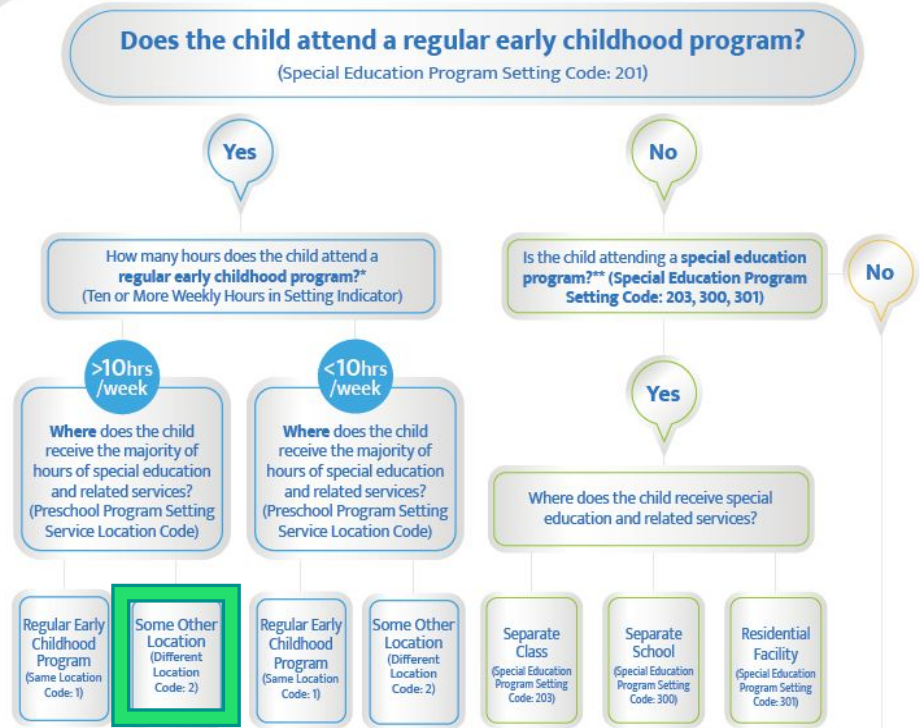 Does the child attend a regular early childhood program?
(Special Education Program Setting Code: 201)
Yes
No
How many hours does the child attend a
regular early childhood program?*
(Ten or More Weekly Hours in Setting Indicator)
Is the child attending a special education
program?** (Special Education Program
Setting Code: 203, 300, 301)
No
>10hrs
/week
Where does the child
receive the majority of
hours of special education
and related services?
(Preschool Program Setting
Service Location Code)
<10hrs
/week
Where does the child
receive the majority of
hours of special education
and related services?
(Preschool Program Setting
Service Location Code)
Yes
Where does the child receive special
education and related services?
Regular Early
Childhood
Program
(Same Location
Code: 1)
Some Other
Location
(Different
Location
Code: 2)
Regular Early
Childhood
Program
(Same Location
Code: 1)
Some Other
Location
(Different
Location
Code: 2)
Separate
Class
(Special Education
Program Setting
Code: 203)
Separate
School
(Special Education
Program Setting
Code: 300)
Residential
Facility
(Special Education
Program Setting
Code: 301)